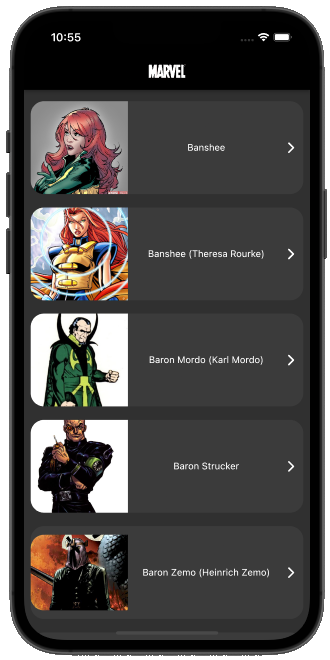 10:55
MARVEL
Banshee
Banshee (Theresa Rourke)
Baron Mordo (Karl Mordo)
Baron Strucker
Baron Zemo (Heinrich Zemo)